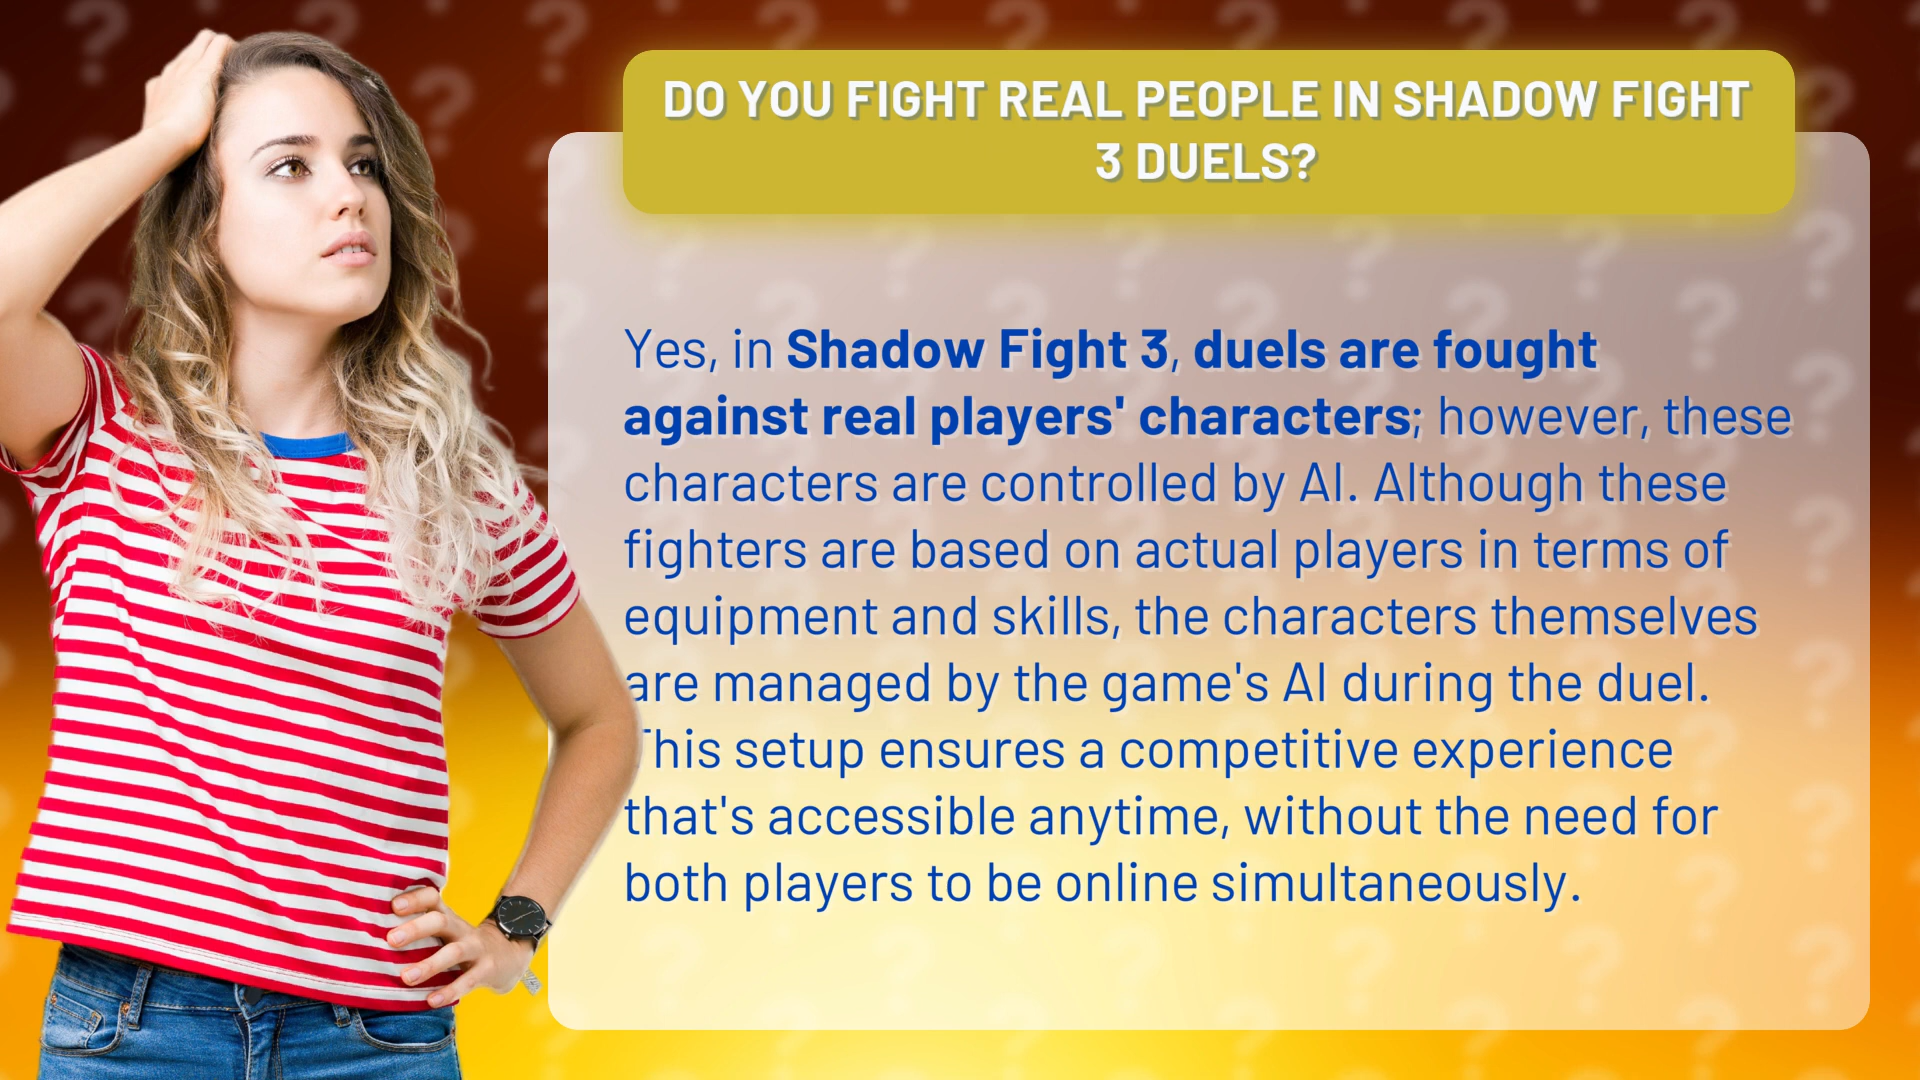 DO YOU FIGHT REAL PEOPLE IN SHADOW FIGHT
3 DUELS?
Yes, in Shadow Fight 3, duels are fought
against real players' characters; however, these
characters are controlled by AI. Although these
fighters are based on actual players in terms of
equipment and skills, the characters themselves
are managed by the game's AI during the duel.
This setup ensures a competitive experience
that's accessible anytime, without the need for
both players to be online simultaneously.